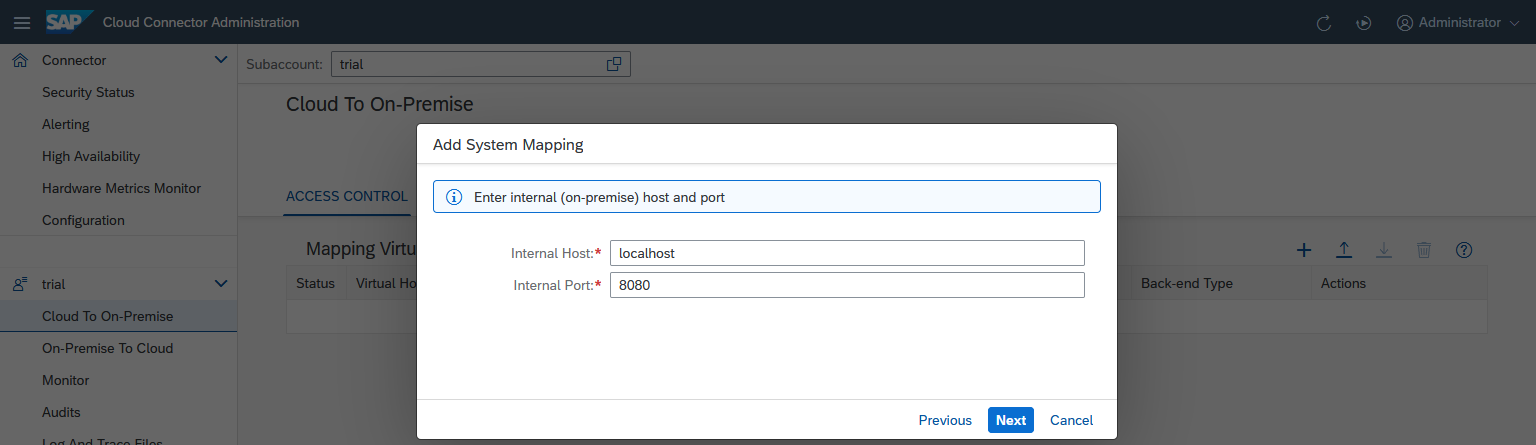 SAP Cloud Connector Administration Administrator
Connector
Security Status
Alerting
High Availability
Hardware Metrics Monitor
Configuration
trial
Cloud To On-Premise
On-Premise To Cloud
Monitor
Audits
Log And Trace Files
Subaccount: trial
Cloud To On-Premise
ACCESS CONTROL
Mapping Virtu
Status Virtual Ho Back-end Type Actions
Add System Mapping
Enter internal (on-premise) host and port
Internal Host:* localhost
Internal Port:* 8080
Previous Next Cancel